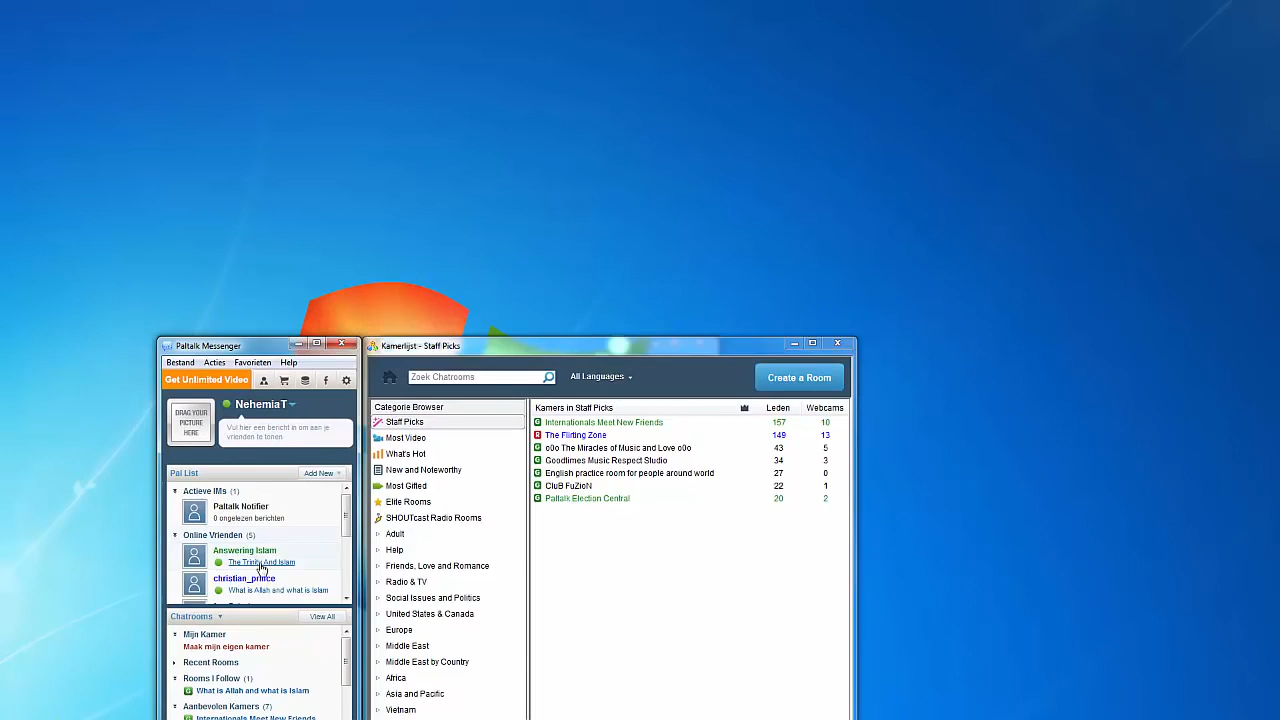 Paltalk Messenger
Bestand Acties Favorieten Help
Get Unlimited Video
DRAG YOUR
PICTURE
HERE
NehemiaT
Vul hier een bericht in om aan je
vrienden te tonen
Pal List
Add New
Actieve IMs (1)
Paltalk Notifier
0 ongelezen berichten
Online Vrienden (5)
Answering Islam
The Trinity And Islam
christian_prince
What is Allah and what is Islam
Chatrooms
View All
Mijn Kamer
Maak mijn eigen kamer
Recent Rooms
Rooms I Follow (1)
G What is Allah and what is Islam
Aanbevolen Kamers (7)
Internationals Meet New Friends
Kamerlijst - Staff Picks
Zoek Chatrooms
All Languages
Create a Room
Categorie Browser
Staff Picks
Most Video
What's Hot
New and Noteworthy
Most Gifted
Elite Rooms
SHOUTcast Radio Rooms
Adult
Help
Friends, Love and Romance
Radio & TV
Social Issues and Politics
United States & Canada
Europe
Middle East
Middle East by Country
Africa
Asia and Pacific
Vietnam
Kamers in Staff Picks Leden Webcams
G Internationals Meet New Friends 157 10
R The Flirting Zone 149 13
G o0o The Miracles of Music and Love o0o 43 5
G Goodtimes Music Respect Studio 34 3
G English practice room for people around world 27 0
G CluB FuZioN 22 1
G Paltalk Election Central 20 2